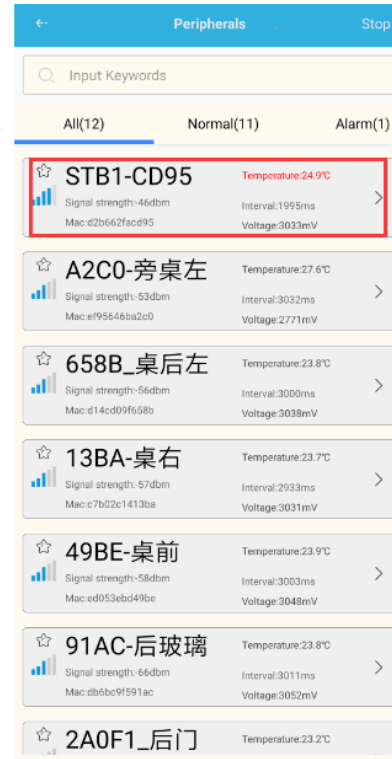 Peripherals
Stop
Input Keywords
All(12)
Normal(11)
Alarm(1)
STB1-CD95
Temperature:24.9℃
Signal strength:-46dbm
Interval:1995ms
Mac:d2b662facd95
Voltage:3033mV
A2C0-旁桌左
Temperature:27.6℃
Signal strength:-53dbm
Interval:3032ms
Mac:ef95646ba2c0
Voltage:2771mV
658B_桌后左
Temperature:23.8℃
Signal strength:-56dbm
Interval:3000ms
Mac:d14cd09f658b
Voltage:3038mV
13BA-桌右
Temperature:23.7℃
Signal strength:-57dbm
Interval:2933ms
Mac:c7b02c1413ba
Voltage:3031mV
49BE-桌前
Temperature:23.9℃
Signal strength:-58dbm
Interval:3003ms
Mac:ed053ebd49be
Voltage:3048mV
91AC-后玻璃
Temperature:23.8℃
Signal strength:-66dbm
Interval:3011ms
Mac:db6bc9f591ac
Voltage:3052mV
2A0F1_后门
Temperature:23.2℃